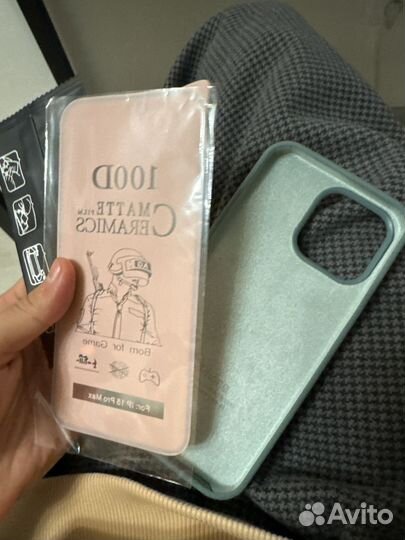 100D
MATTE FILM
CERAMICS
Born for Game
For: IP 15 Pro Max
Avito